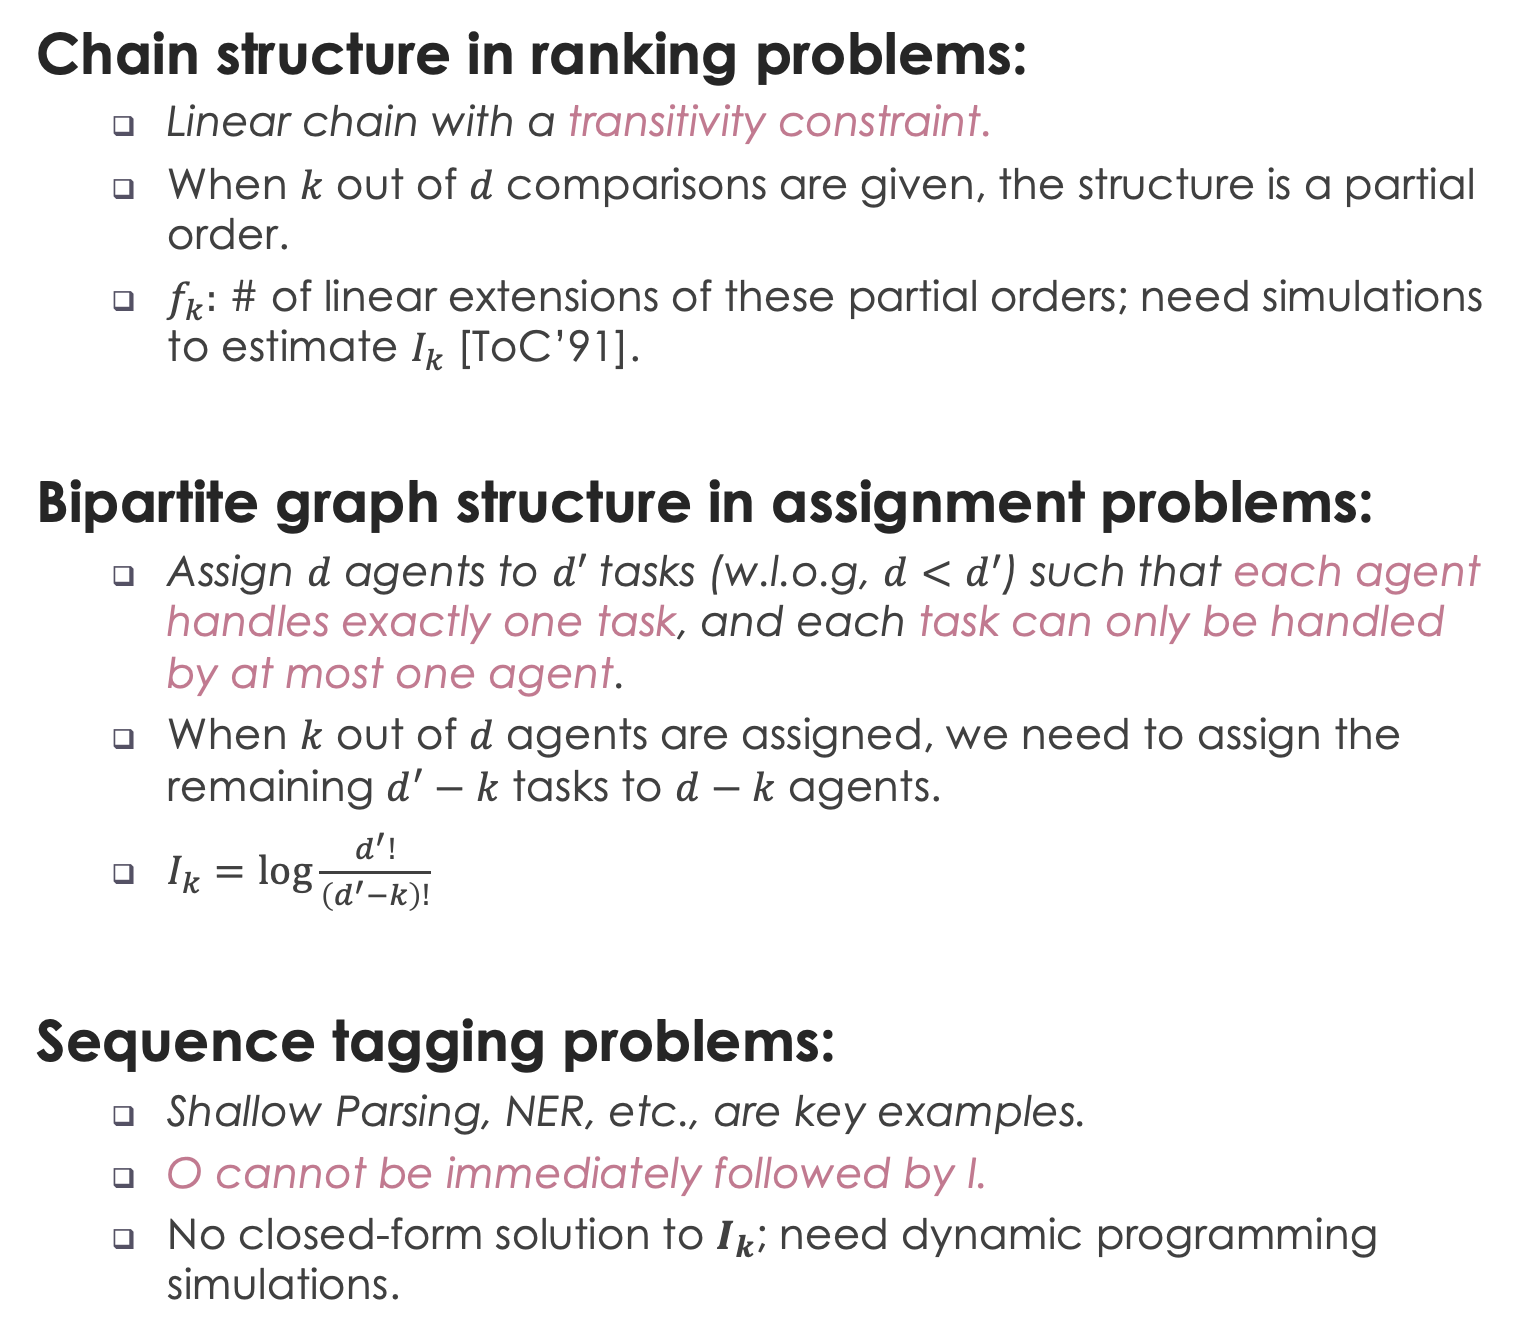 Chain structure in ranking problems:
❑ Linear chain with a transitivity constraint.
❑ When k out of d comparisons are given, the structure is a partial
order.
❑ fₖ: # of linear extensions of these partial orders; need simulations
to estimate Iₖ [ToC’91].
Bipartite graph structure in assignment problems:
❑ Assign d agents to d′ tasks (w.l.o.g, d < d′) such that each agent
handles exactly one task, and each task can only be handled
by at most one agent.
❑ When k out of d agents are assigned, we need to assign the
remaining d′ − k tasks to d − k agents.
❑ Iₖ = log d′! / (d′−k)!
Sequence tagging problems:
❑ Shallow Parsing, NER, etc., are key examples.
❑ O cannot be immediately followed by I.
❑ No closed-form solution to Iₖ; need dynamic programming
simulations.